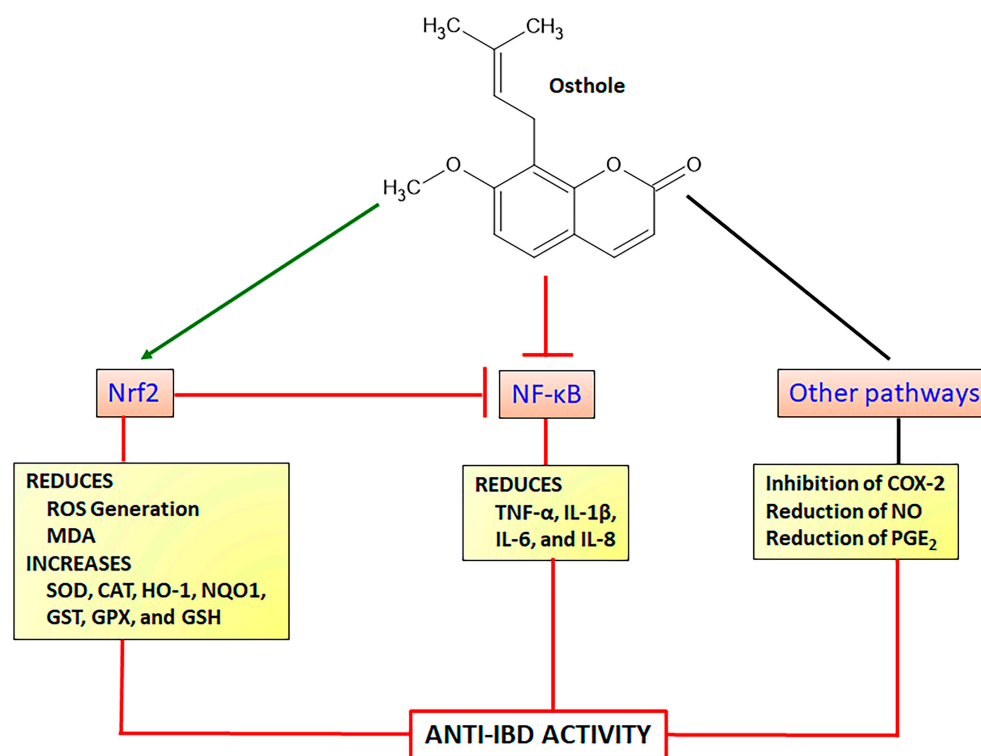 H₃C
CH₃
Osthole
O
O
O
H₃C
Nrf2
NF-κB
Other pathways
REDUCES
ROS Generation
MDA
INCREASES
SOD, CAT, HO-1, NQO1,
GST, GPX, and GSH
REDUCES
TNF-α, IL-1β,
IL-6, and IL-8
Inhibition of COX-2
Reduction of NO
Reduction of PGE₂
ANTI-IBD ACTIVITY